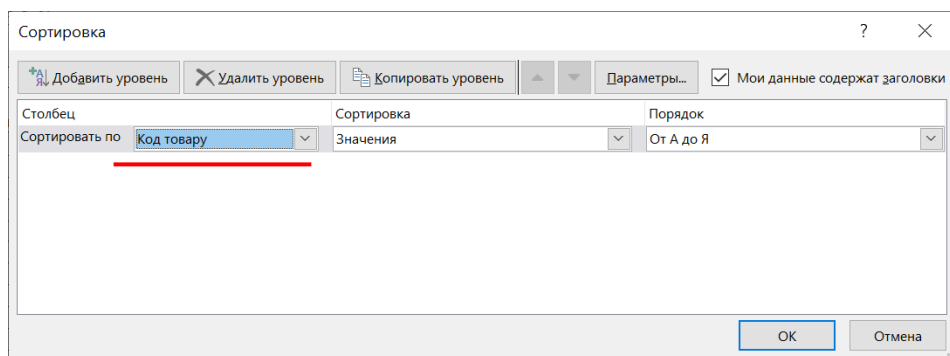 Сортировка ?
Добавить уровень Удалить уровень Копировать уровень Параметры... Мои данные содержат заголовки
Столбец Сортировка Порядок
Сортировать по Код товару Значения От А до Я
ОК Отмена